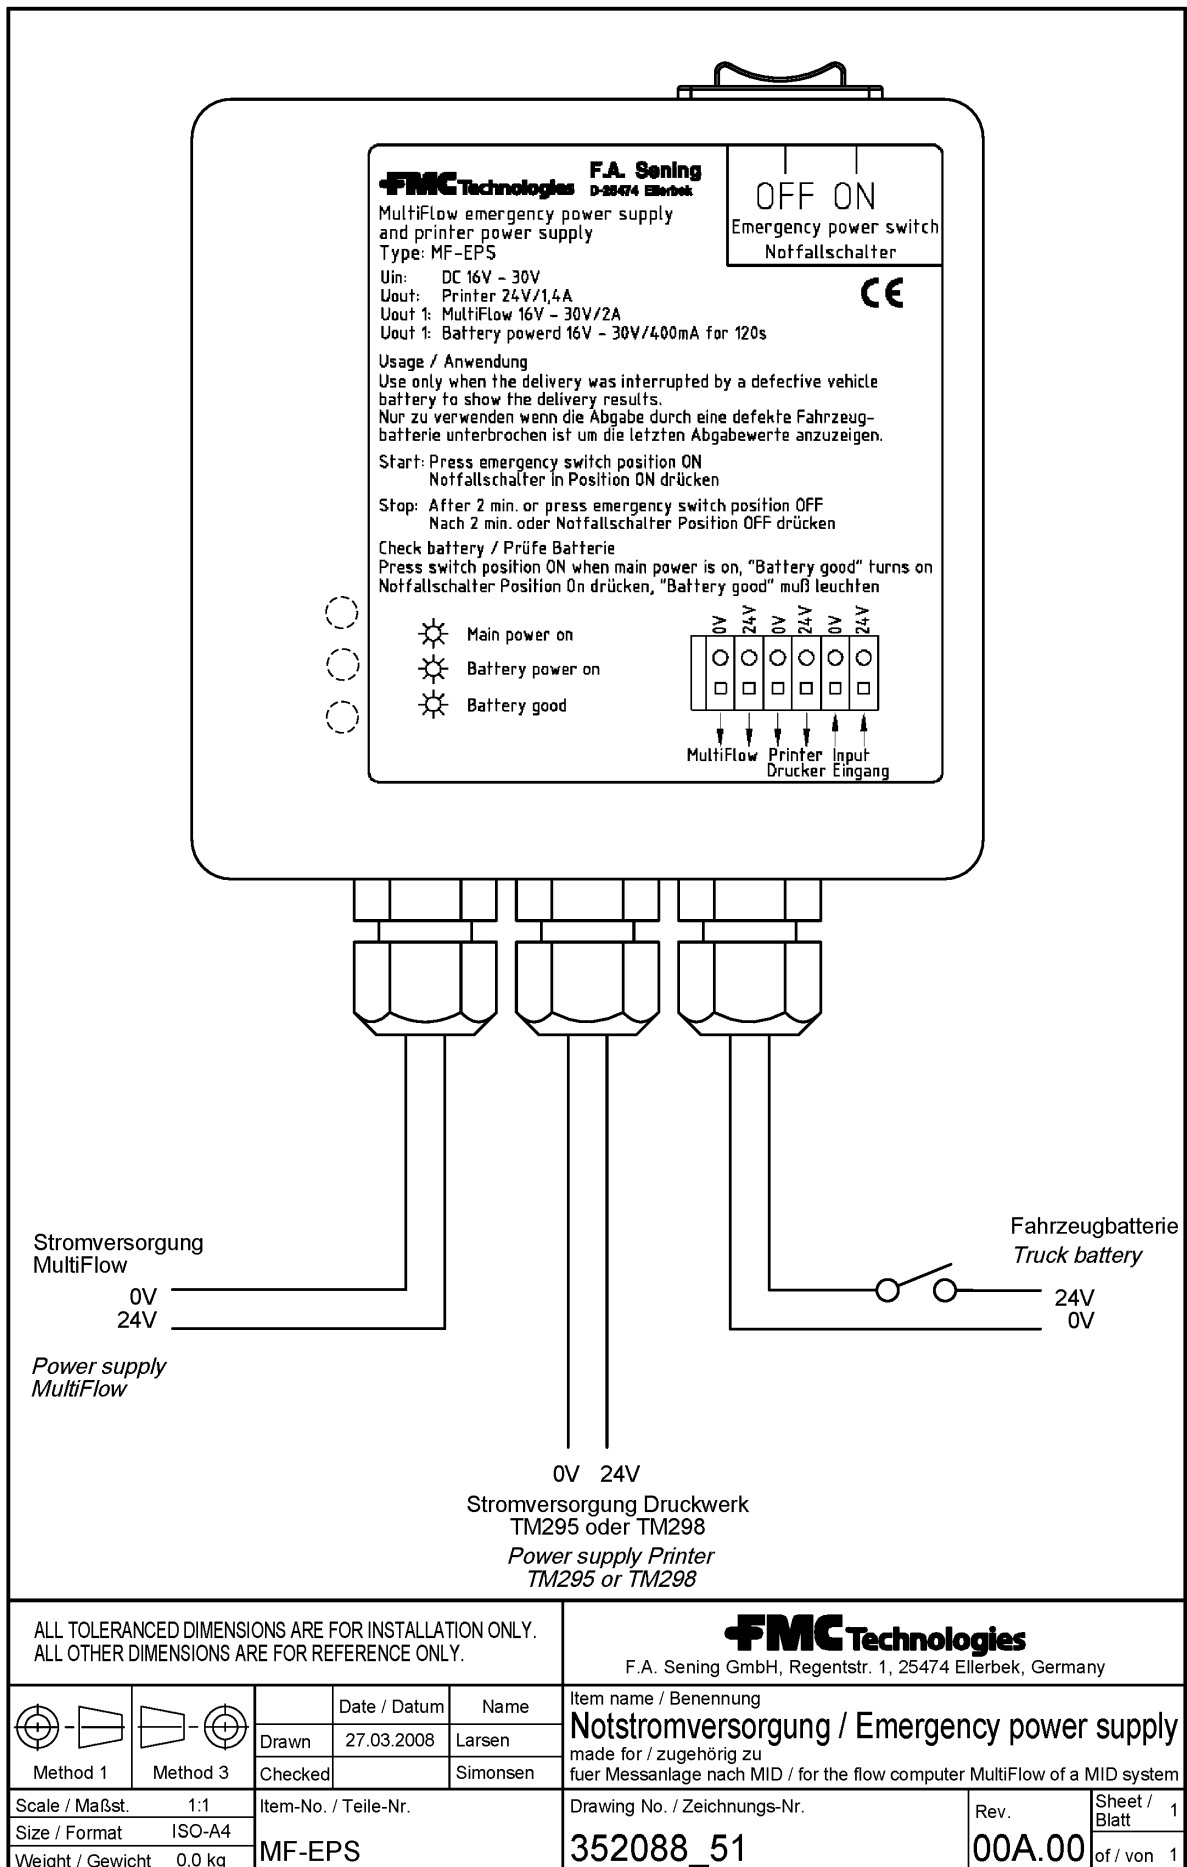 FMC Technologies
F.A. Sening
D-25474 Ellerbek
OFF ON
Emergency power switch
Notfallschalter
MultiFlow emergency power supply
and printer power supply
Type: MF-EPS
CE
Uin: DC 16V - 30V
Uout: Printer 24V/1,4A
Uout 1: MultiFlow 16V - 30V/2A
Uout 1: Battery powerd 16V - 30V/400mA for 120s
Usage / Anwendung
Use only when the delivery was interrupted by a defective vehicle
battery to show the delivery results.
Nur zu verwenden wenn die Abgabe durch eine defekte Fahrzeug-
batterie unterbrochen ist um die letzten Abgabewerte anzuzeigen.
Start: Press emergency switch position ON
Notfallschalter in Position ON drücken
Stop: After 2 min. or press emergency switch position OFF
Nach 2 min. oder Notfallschalter Position OFF drücken
Check battery / Prüfe Batterie
Press switch position ON when main power is on, "Battery good" turns on
Notfallschalter Position On drücken, "Battery good" muß leuchten
Main power on
Battery power on
Battery good
0V 24V 0V 24V 0V 24V
MultiFlow Printer Input
Drucker Eingang
Stromversorgung
MultiFlow
0V
24V
Power supply
MultiFlow
Fahrzeugbatterie
Truck battery
24V
0V
0V 24V
Stromversorgung Druckwerk
TM295 oder TM298
Power supply Printer
TM295 or TM298
ALL TOLERANCED DIMENSIONS ARE FOR INSTALLATION ONLY.
ALL OTHER DIMENSIONS ARE FOR REFERENCE ONLY.
FMC Technologies
F.A. Sening GmbH, Regentstr. 1, 25474 Ellerbek, Germany
Method 1 Method 3
Date / Datum Name
Drawn 27.03.2008 Larsen
Checked Simonsen
Item name / Benennung
Notstromversorgung / Emergency power supply
made for / zugehörig zu
fuer Messanlage nach MID / for the flow computer MultiFlow of a MID system
Scale / Maßst. 1:1
Size / Format ISO-A4
Weight / Gewicht 0.0 kg
Item-No. / Teile-Nr.
MF-EPS
Drawing No. / Zeichnungs-Nr.
352088_51
Rev.
00A.00
Sheet / Blatt 1
of / von 1